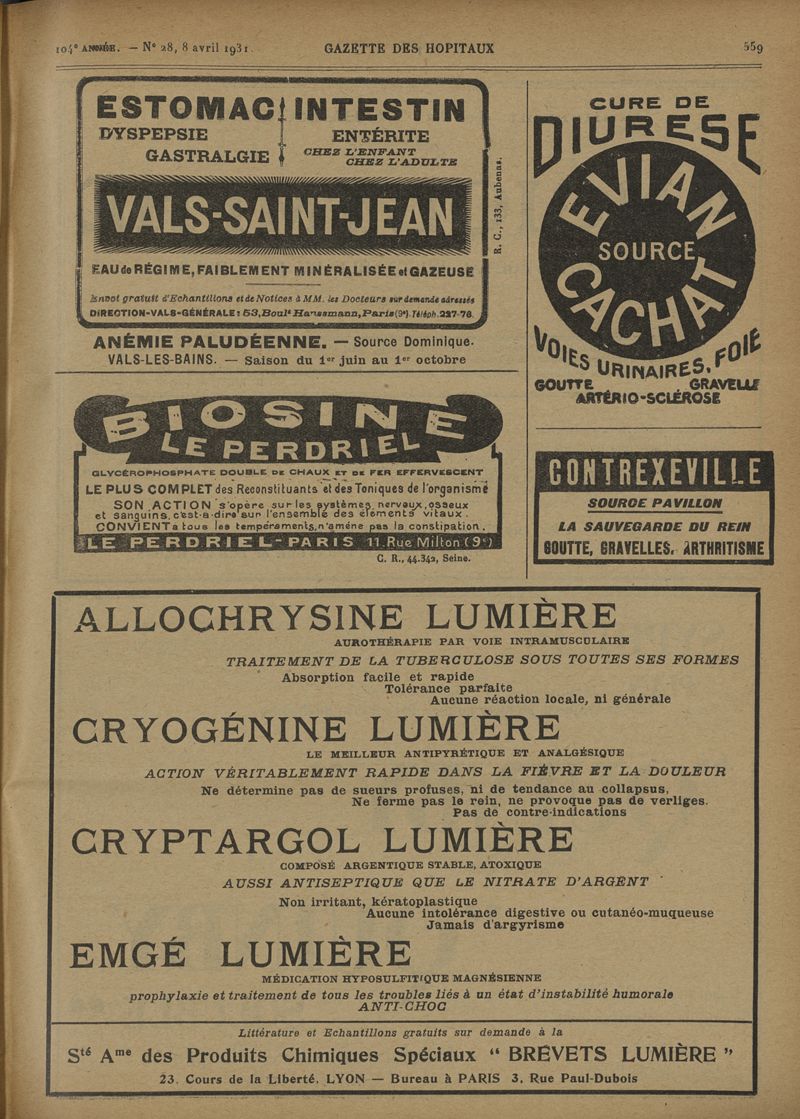 104e ANNÉE. — No 28, 8 avril 1931.
GAZETTE DES HOPITAUX
559
ESTOMAC INTESTIN
DYSPEPSIE
GASTRALGIE
ENTÉRITE
CHEZ L'ENFANT
CHEZ L'ADULTE
VALS-SAINT-JEAN
EAU de RÉGIME, FAIBLEMENT MINÉRALISÉE et GAZEUSE
Envoi gratuit d'Echantillons et de Notices à MM. les Docteurs sur demande adressée
DIRECTION-VALS-GÉNÉRALE: 53, Boulᵈ Haussmann, Paris (9ᵉ). Téléph. 227-78.
R. C., 133, Aubenas.
ANÉMIE PALUDÉENNE. — Source Dominique.
VALS-LES-BAINS. — Saison du 1er juin au 1er octobre
BIOSINE
LE PERDRIEL
GLYCÉROPHOSPHATE DOUBLE DE CHAUX ET DE FER EFFERVESCENT
LE PLUS COMPLET des Reconstituants et des Toniques de l'organisme
SON ACTION s'opère sur les systèmes nerveux, osseux
et sanguins, c'est-à-dire sur l'ensemble des éléments vitaux.
CONVIENT à tous les tempéraments, n'amène pas la constipation.
LE PERDRIEL-PARIS 11, Rue Milton (9e)
C. R., 44.342, Seine.
CURE DE
DIURESE
EVIAN
SOURCE
CACHAT
VOIES URINAIRES, FOIE
GOUTTE GRAVELLE
ARTÉRIO-SCLÉROSE
CONTREXEVILLE
SOURCE PAVILLON
LA SAUVEGARDE DU REIN
GOUTTE, GRAVELLES, ARTHRITISME
ALLOCHRYSINE LUMIÈRE
AUROTHÉRAPIE PAR VOIE INTRAMUSCULAIRE
TRAITEMENT DE LA TUBERCULOSE SOUS TOUTES SES FORMES
Absorption facile et rapide
Tolérance parfaite
Aucune réaction locale, ni générale
CRYOGÉNINE LUMIÈRE
LE MEILLEUR ANTIPYRÉTIQUE ET ANALGÉSIQUE
ACTION VÉRITABLEMENT RAPIDE DANS LA FIÈVRE ET LA DOULEUR
Ne détermine pas de sueurs profuses, ni de tendance au collapsus,
Ne ferme pas le rein, ne provoque pas de vertiges.
Pas de contre-indications
CRYPTARGOL LUMIÈRE
COMPOSÉ ARGENTIQUE STABLE, ATOXIQUE
AUSSI ANTISEPTIQUE QUE LE NITRATE D'ARGENT
Non irritant, kératoplastique
Aucune intolérance digestive ou cutanéo-muqueuse
Jamais d'argyrisme
EMGÉ LUMIÈRE
MÉDICATION HYPOSULFITIQUE MAGNÉSIENNE
prophylaxie et traitement de tous les troubles liés à un état d'instabilité humorale
ANTI-CHOC
Littérature et Echantillons gratuits sur demande à la
Sté Ame des Produits Chimiques Spéciaux “ BREVETS LUMIÈRE ”
23, Cours de la Liberté, LYON — Bureau à PARIS 3, Rue Paul-Dubois